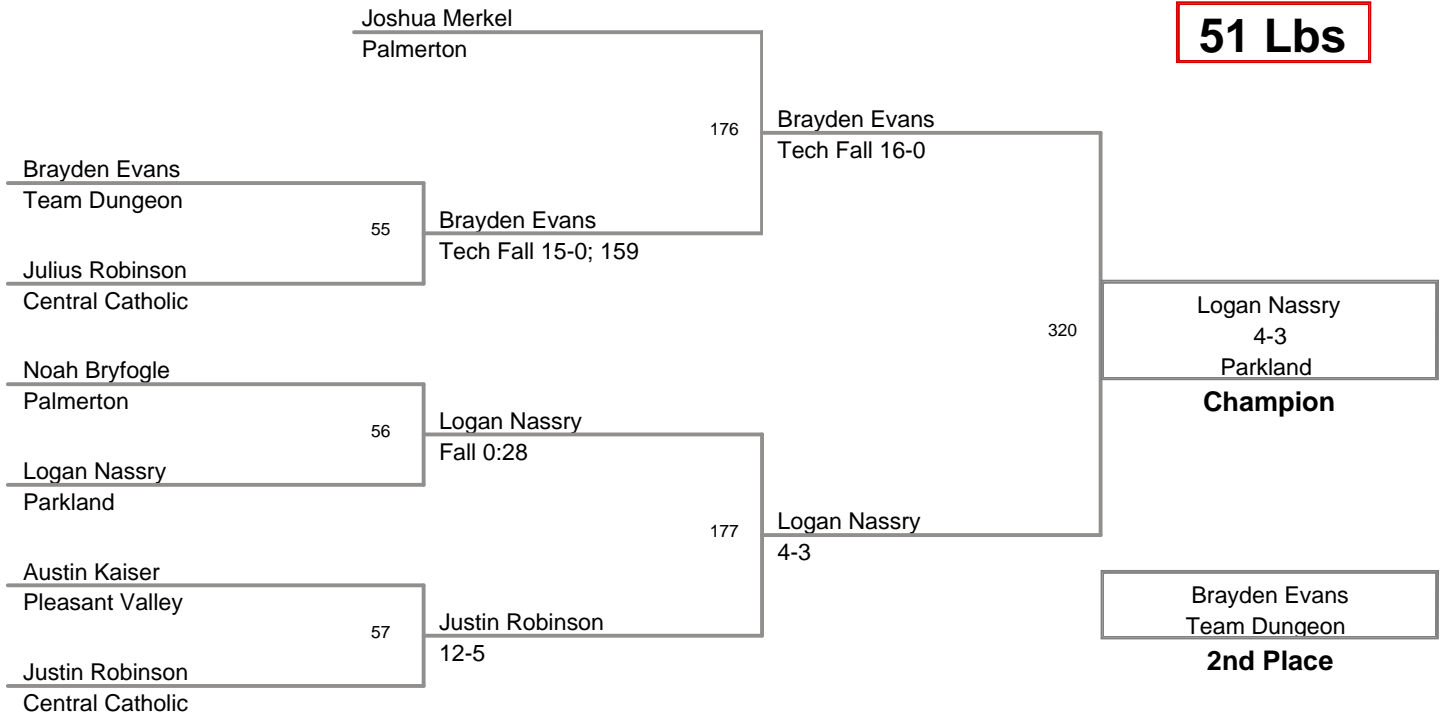 Joshua Merkel
Palmerton
51 Lbs
176
Brayden Evans
Tech Fall 16-0
Brayden Evans
Team Dungeon
55
Brayden Evans
Tech Fall 15-0; 159
Julius Robinson
Central Catholic
320
Logan Nassry
4-3
Parkland
Champion
Noah Bryfogle
Palmerton
56
Logan Nassry
Fall 0:28
Logan Nassry
Parkland
177
Logan Nassry
4-3
Austin Kaiser
Pleasant Valley
57
Justin Robinson
12-5
Justin Robinson
Central Catholic
Brayden Evans
Team Dungeon
2nd Place